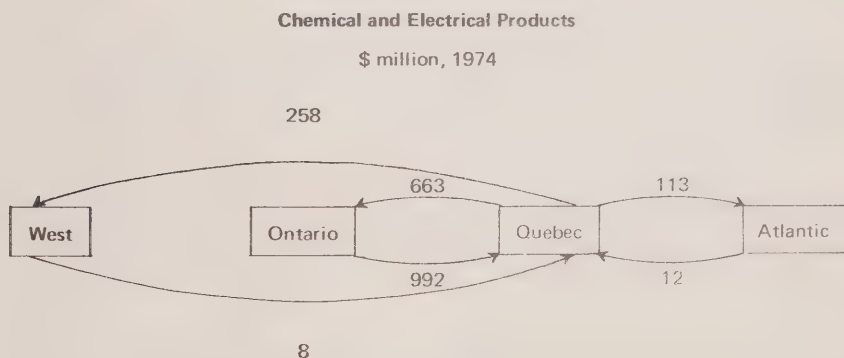 Chemical and Electrical Products
$ million, 1974
258
663
113
West
Ontario
Quebec
Atlantic
992
12
8